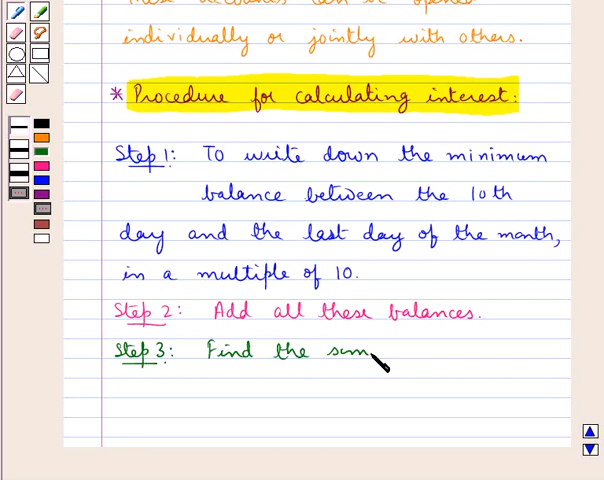 individually or jointly with others.
* Procedure for calculating interest:
Step 1: To write down the minimum
balance between the 10th
day and the last day of the month,
in a multiple of 10.
Step 2: Add all these balances.
Step 3: Find the sim